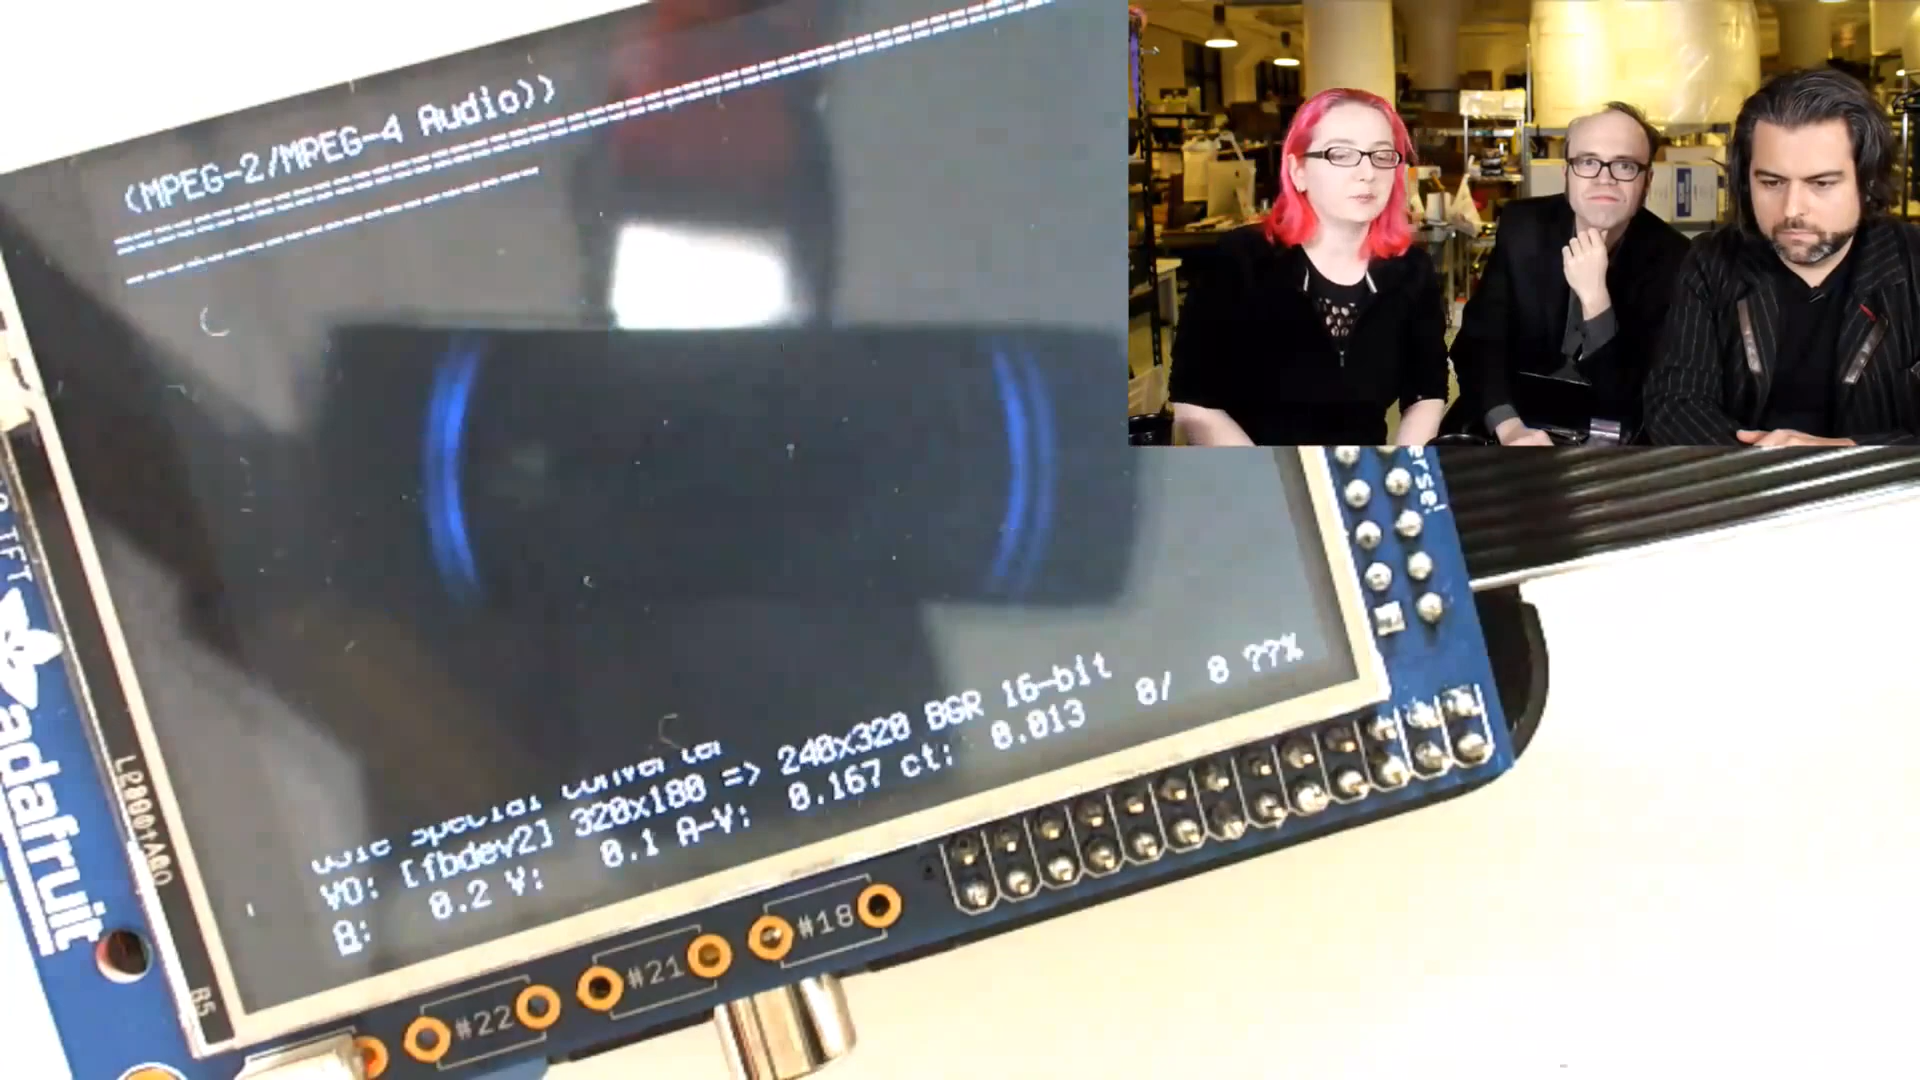 (MPEG-2/MPEG-4 Audio))
VO: [fbdev2] 320x180 => 240x320 BGR 16-bit
A: 0.2 V: 0.1 A-V: 0.167 ct: 0.013 0/ 0 ??%
adafruit
TFT
#22
#21
#18